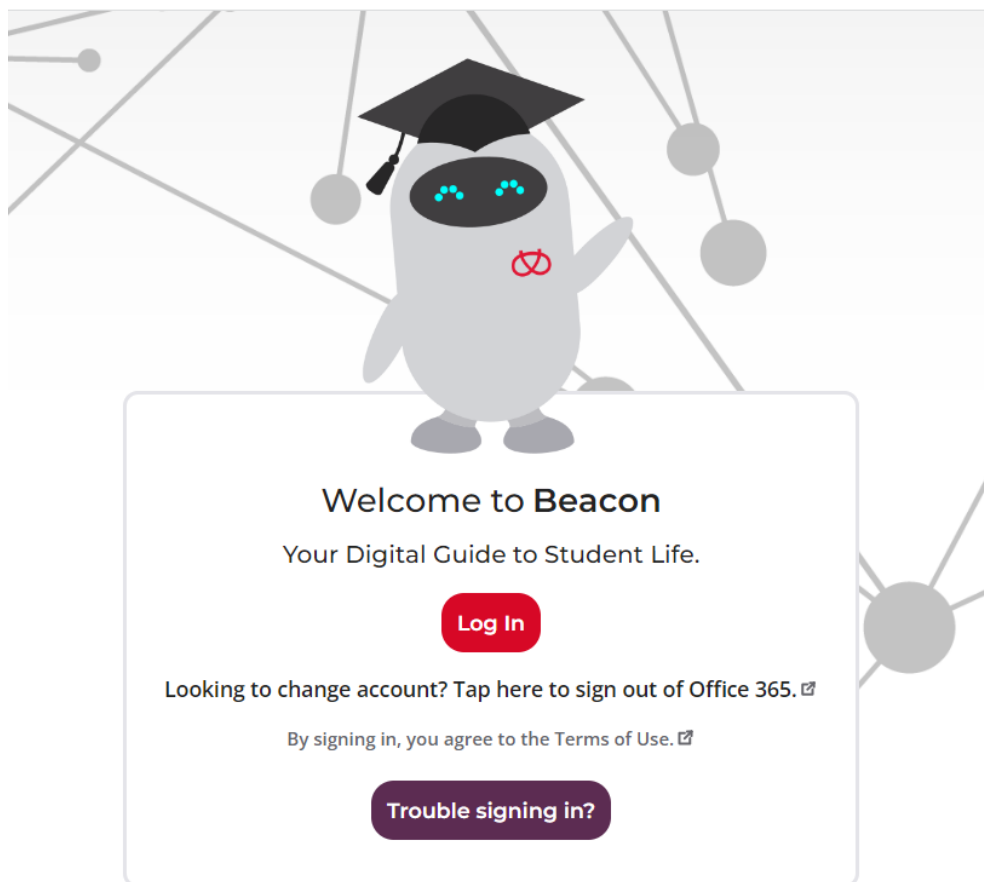 Welcome to Beacon
Your Digital Guide to Student Life.
Log In
Looking to change account? Tap here to sign out of Office 365.
By signing in, you agree to the Terms of Use.
Trouble signing in?